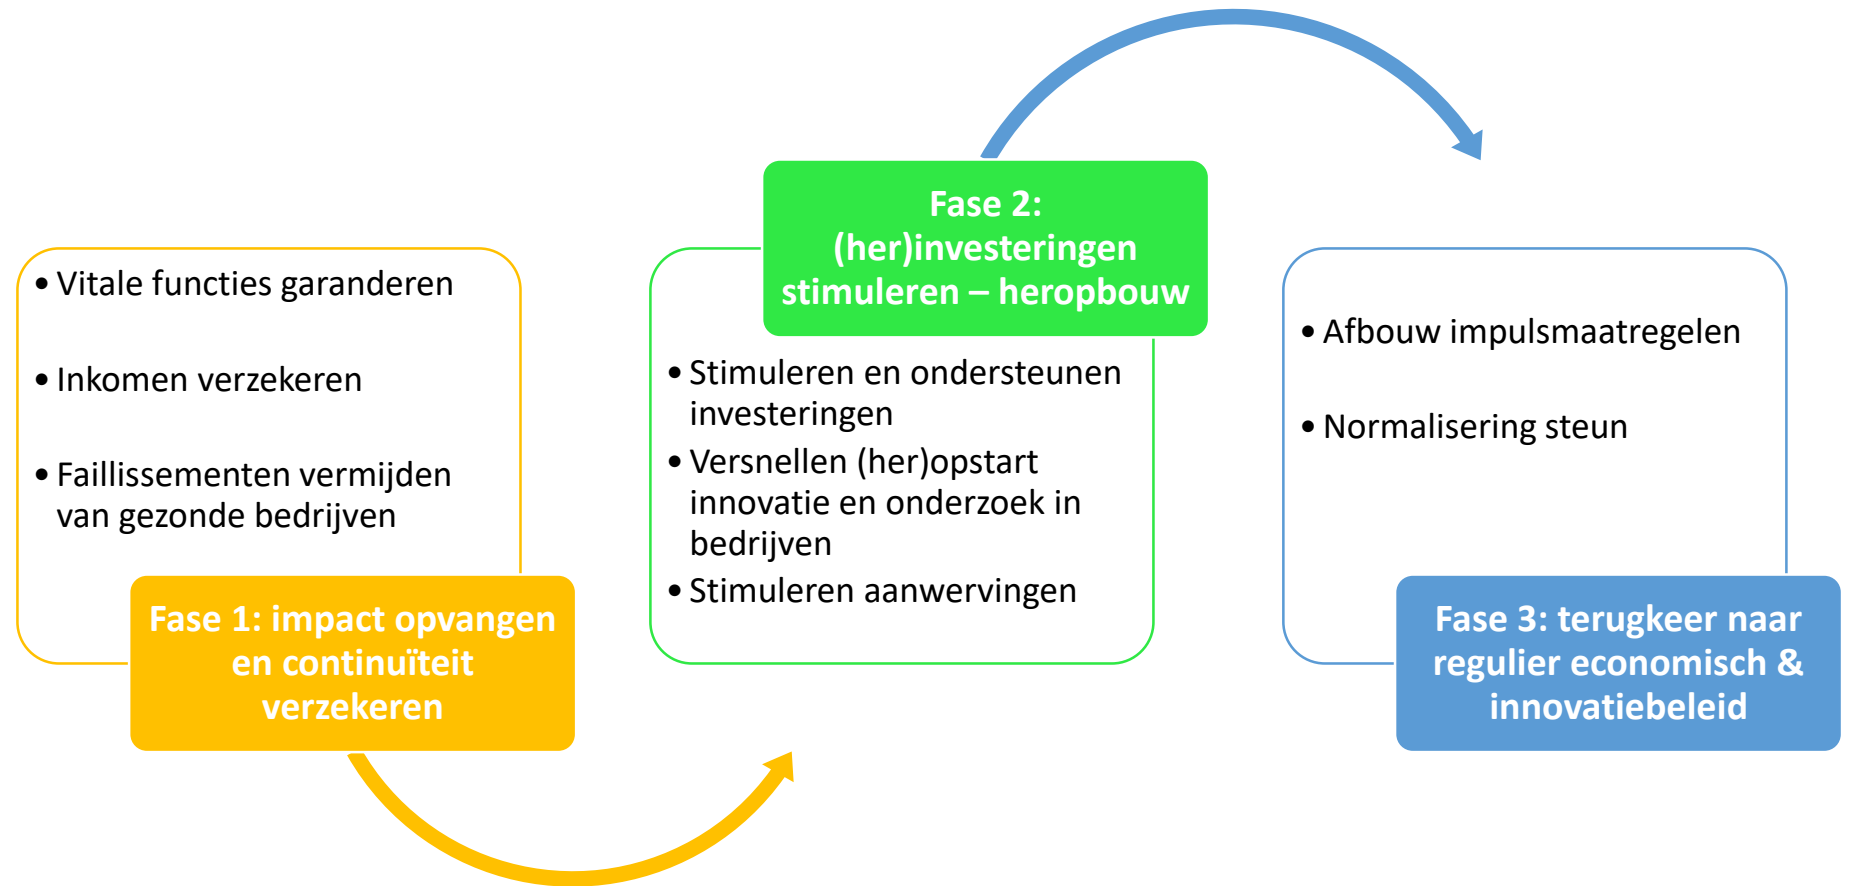 • Vitale functies garanderen
• Inkomen verzekeren
• Faillissementen vermijden
van gezonde bedrijven
Fase 1: impact opvangen
en continuïteit
verzekeren
Fase 2:
(her)investeringen
stimuleren – heropbouw
• Stimuleren en ondersteunen
investeringen
• Versnellen (her)opstart
innovatie en onderzoek in
bedrijven
• Stimuleren aanwervingen
• Afbouw impulsmaatregelen
• Normalisering steun
Fase 3: terugkeer naar
regulier economisch &
innovatiebeleid